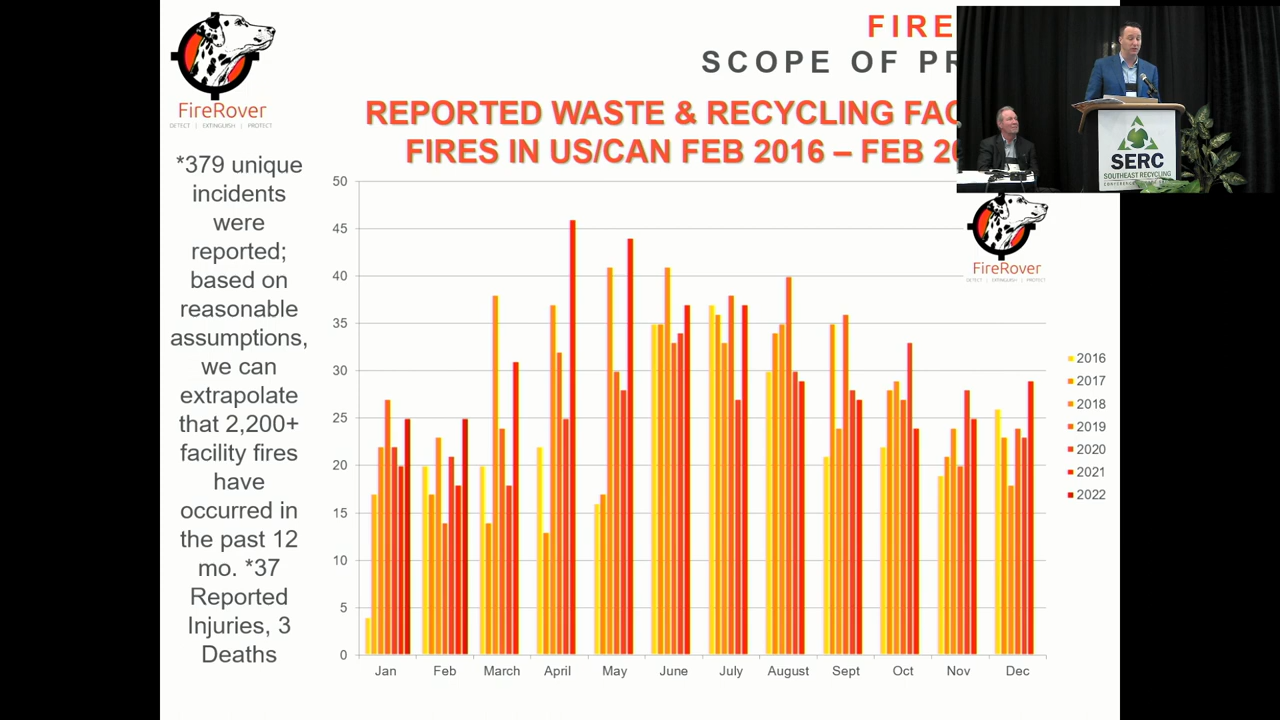 FIRE
SCOPE OF PR
REPORTED WASTE & RECYCLING FAC
FIRES IN US/CAN FEB 2016 – FEB 20
FireRover
DETECT | EXTINGUISH | PROTECT
*379 unique
incidents
were
reported;
based on
reasonable
assumptions,
we can
extrapolate
that 2,200+
facility fires
have
occurred in
the past 12
mo. *37
Reported
Injuries, 3
Deaths
50
45
40
35
30
25
20
15
10
5
0
Jan Feb March April May June July August Sept Oct Nov Dec
FireRover
DETECT | EXTINGUISH | PROTECT
2016
2017
2018
2019
2020
2021
2022
SERC
SOUTHEAST RECYCLING